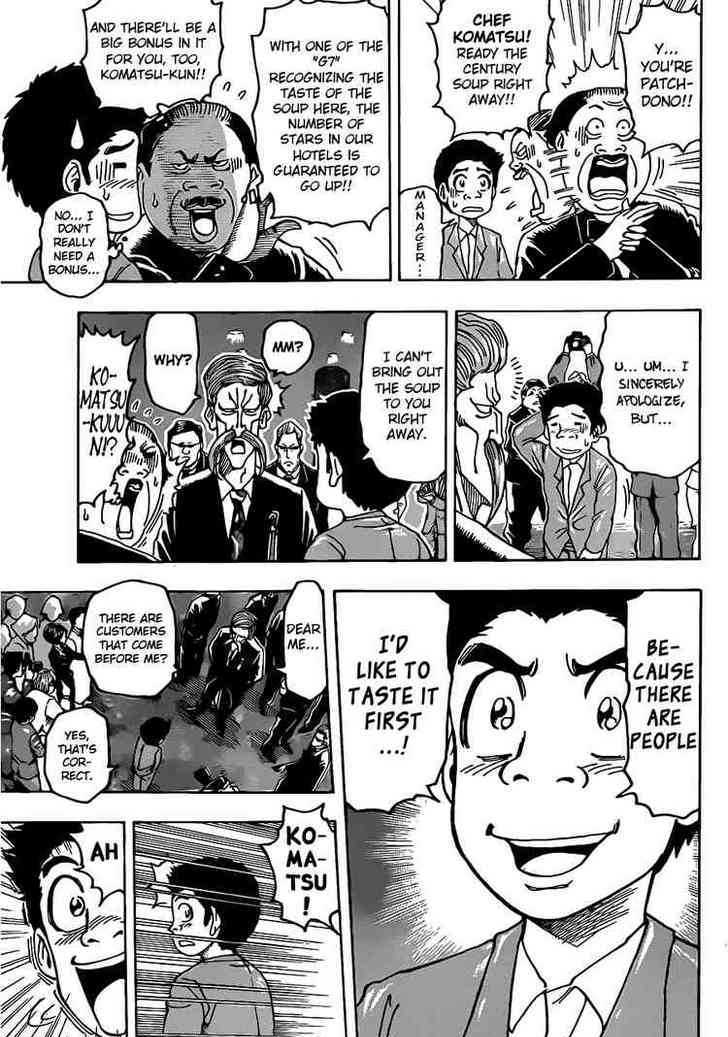 Y...
YOU'RE
PATCH-
DONO!!
CHEF
KOMATSU!
READY THE
CENTURY
SOUP RIGHT
AWAY!!
MANAGER...
WITH ONE OF THE
"G7"
RECOGNIZING THE
TASTE OF THE
SOUP HERE, THE
NUMBER OF
STARS IN OUR
HOTELS IS
GUARANTEED TO
GO UP!!
AND THERE'LL BE A
BIG BONUS IN IT
FOR YOU, TOO,
KOMATSU-KUN!!
NO... I
DON'T
REALLY
NEED A
BONUS...
U... UM... I
SINCERELY
APOLOGIZE,
BUT...
I CAN'T
BRING OUT
THE SOUP
TO YOU
RIGHT
AWAY.
MM?
WHY?
KO-
MATSU
-KUUU
N!?
BE-
CAUSE
THERE
ARE
PEOPLE
I'D
LIKE TO
TASTE IT
FIRST
...!
DEAR
ME...
THERE ARE
CUSTOMERS
THAT COME
BEFORE ME?
YES,
THAT'S
COR-
RECT.
KO-
MA-
TSU
!
AH